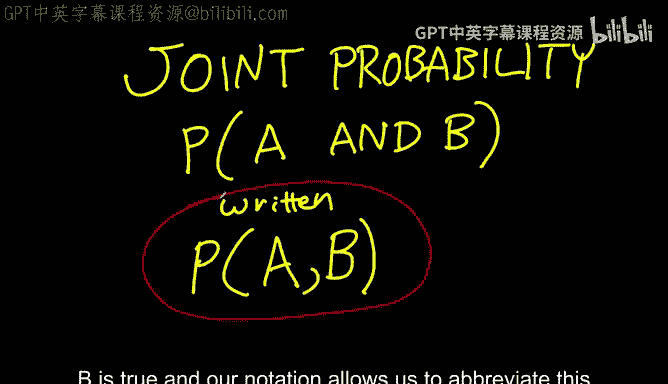 GPT中英字幕课程资源@bilibili.com
GPT中英字幕课程资源 bilibili
JOINT PROBABILITY
P(A AND B)
written
P(A,B)
B is true and our notation allows us to abbreviate this